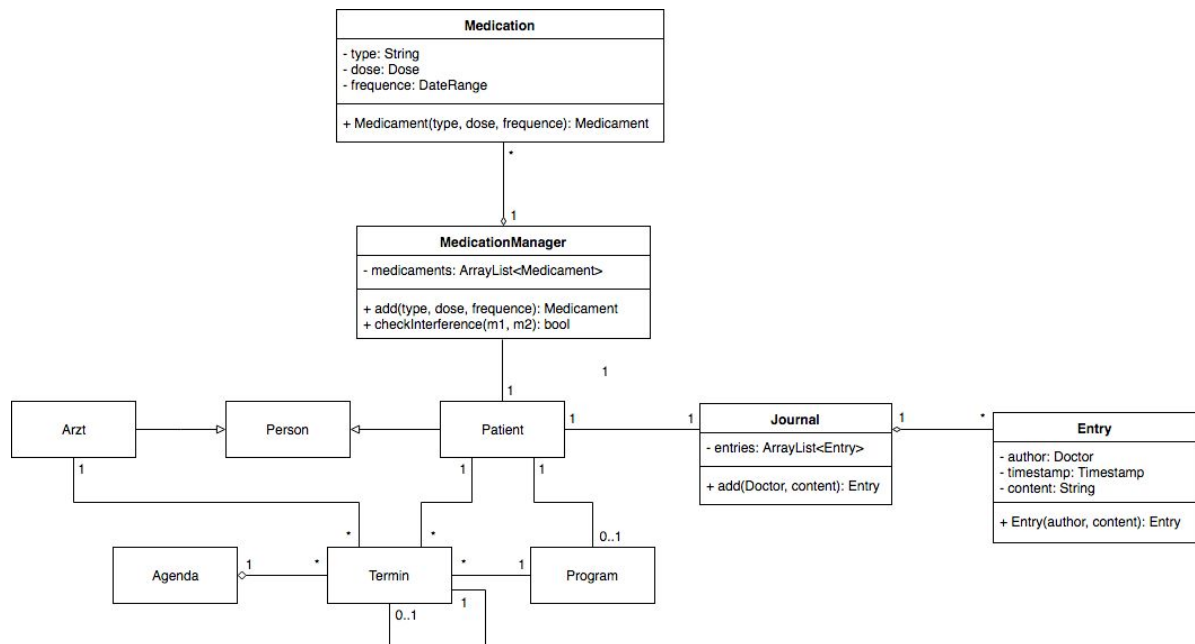 Medication
- type: String
- dose: Dose
- frequence: DateRange
+ Medicament(type, dose, frequence): Medicament
*
1
MedicationManager
- medicaments: ArrayList<Medicament>
+ add(type, dose, frequence): Medicament
+ checkInterference(m1, m2): bool
1
1
Arzt
Person
Patient
1
1
Journal
- entries: ArrayList<Entry>
+ add(Doctor, content): Entry
1
*
Entry
- author: Doctor
- timestamp: Timestamp
- content: String
+ Entry(author, content): Entry
1
1
1
*
*
0..1
Agenda
1
*
Termin
*
1
Program
0..1
1